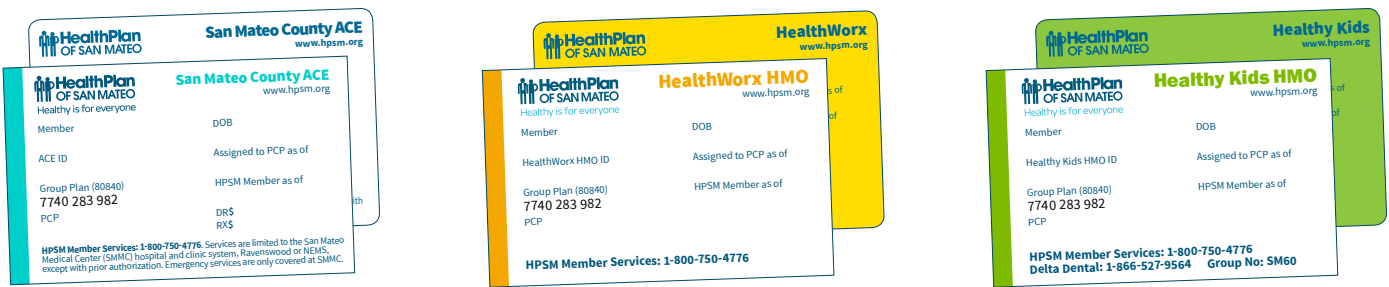 HealthPlan
OF SAN MATEO
San Mateo County ACE
www.hpsm.org
HealthPlan
OF SAN MATEO
Healthy is for everyone
San Mateo County ACE
www.hpsm.org
Member
DOB
ACE ID
Assigned to PCP as of
Group Plan (80840)
7740 283 982
HPSM Member as of
PCP
DR$
RX$
ith
HPSM Member Services: 1-800-750-4776. Services are limited to the San Mateo
Medical Center (SMMC) hospital and clinic system, Ravenswood or NEMS,
except with prior authorization. Emergency services are only covered at SMMC.
HealthPlan
OF SAN MATEO
HealthWorx
www.hpsm.org
HealthPlan
OF SAN MATEO
Healthy is for everyone
HealthWorx HMO
www.hpsm.org
s of
of
Member
DOB
HealthWorx HMO ID
Assigned to PCP as of
Group Plan (80840)
7740 283 982
HPSM Member as of
PCP
HPSM Member Services: 1-800-750-4776
HealthPlan
OF SAN MATEO
Healthy Kids
www.hpsm.org
HealthPlan
OF SAN MATEO
Healthy is for everyone
Healthy Kids HMO
www.hpsm.org
s of
of
Member
DOB
Healthy Kids HMO ID
Assigned to PCP as of
Group Plan (80840)
7740 283 982
HPSM Member as of
PCP
HPSM Member Services: 1-800-750-4776
Delta Dental: 1-866-527-9564 Group No: SM60